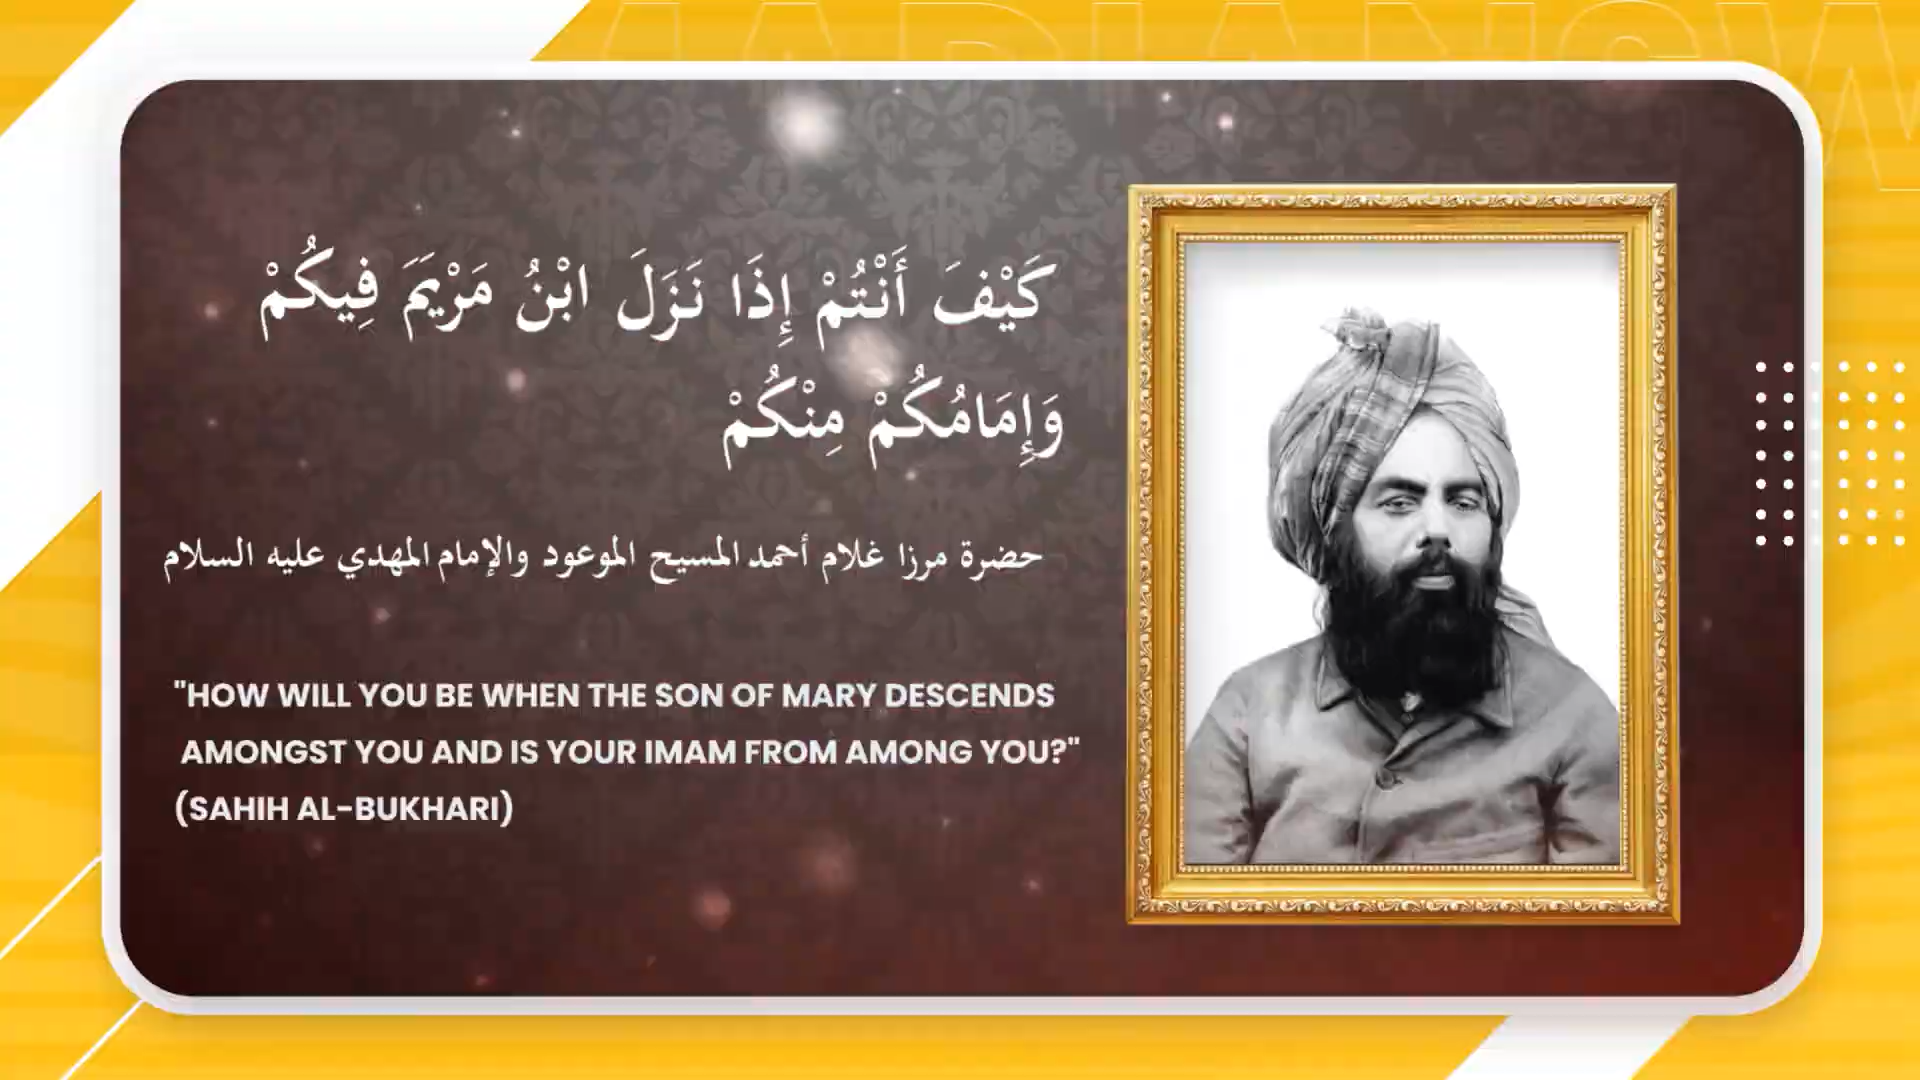 كَيْفَ أَنْتُمْ إِذَا نَزَلَ ابْنُ مَرْيَمَ فِيكُمْ
وَإِمَامُكُمْ مِنْكُمْ
حضرة مرزا غلام أحمد المسيح الموعود والإمام المهدي عليه السلام
"HOW WILL YOU BE WHEN THE SON OF MARY DESCENDS
AMONGST YOU AND IS YOUR IMAM FROM AMONG YOU?"
(SAHIH AL-BUKHARI)